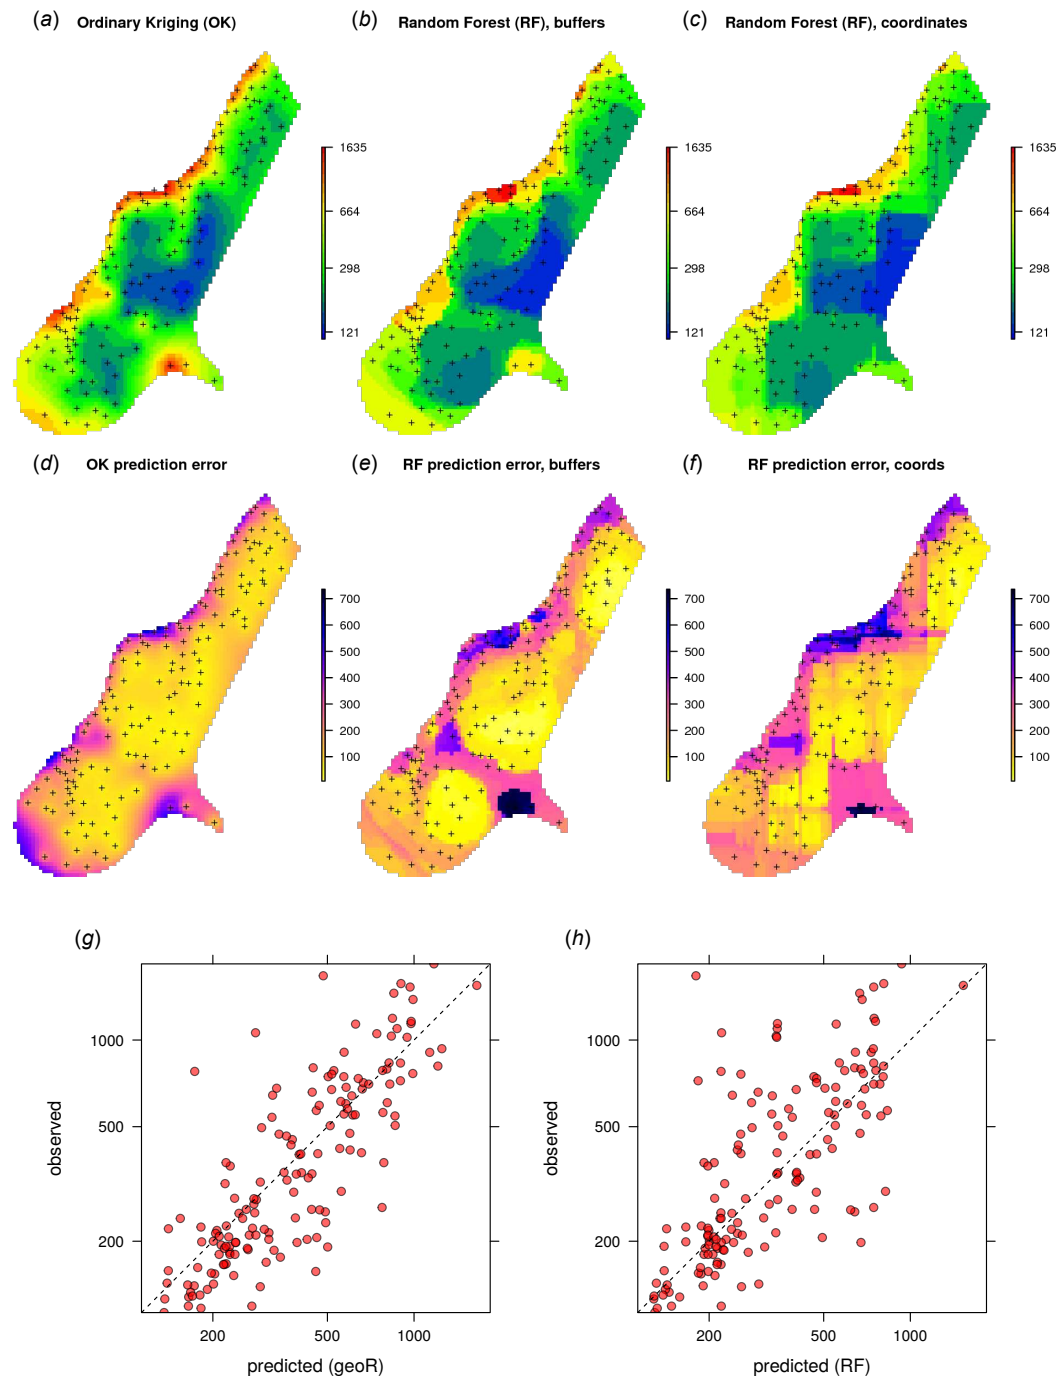 (a) Ordinary Kriging (OK)
(b) Random Forest (RF), buffers
(c) Random Forest (RF), coordinates
1635
664
298
121
1635
664
298
121
1635
664
298
121
(d) OK prediction error
(e) RF prediction error, buffers
(f) RF prediction error, coords
700
600
500
400
300
200
100
700
600
500
400
300
200
100
700
600
500
400
300
200
100
(g)
1000
500
200
observed
200 500 1000
predicted (geoR)
(h)
1000
500
200
observed
200 500 1000
predicted (RF)